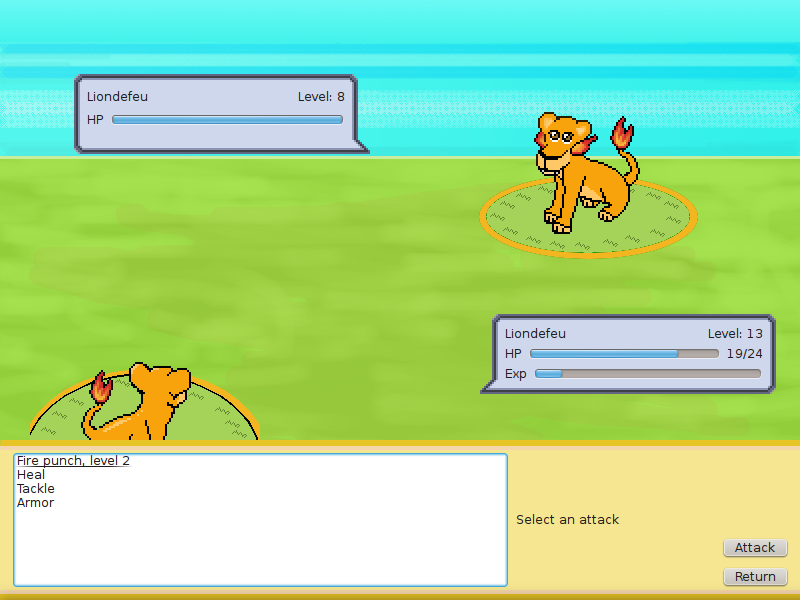 Liondefeu Level: 8
HP
Liondefeu Level: 13
HP 19/24
Exp
Fire punch, level 2
Heal
Tackle
Armor
Select an attack
Attack
Return